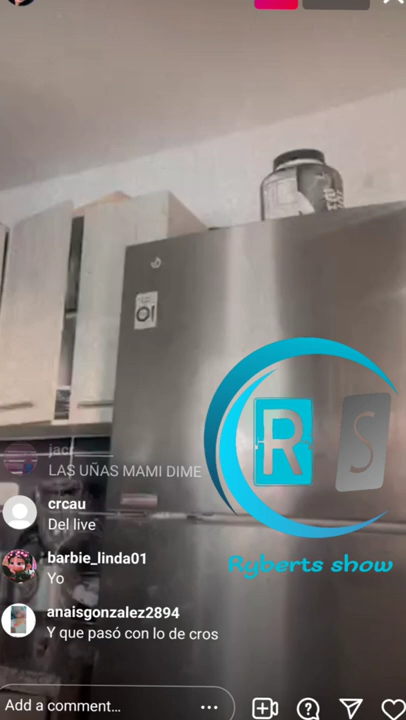 LAS UÑAS MAMI DIME
crcau
Del live
barbie_linda01
Yo
anaisgonzalez2894
Y que pasó con lo de cros
R S
Ryberts show
Add a comment...